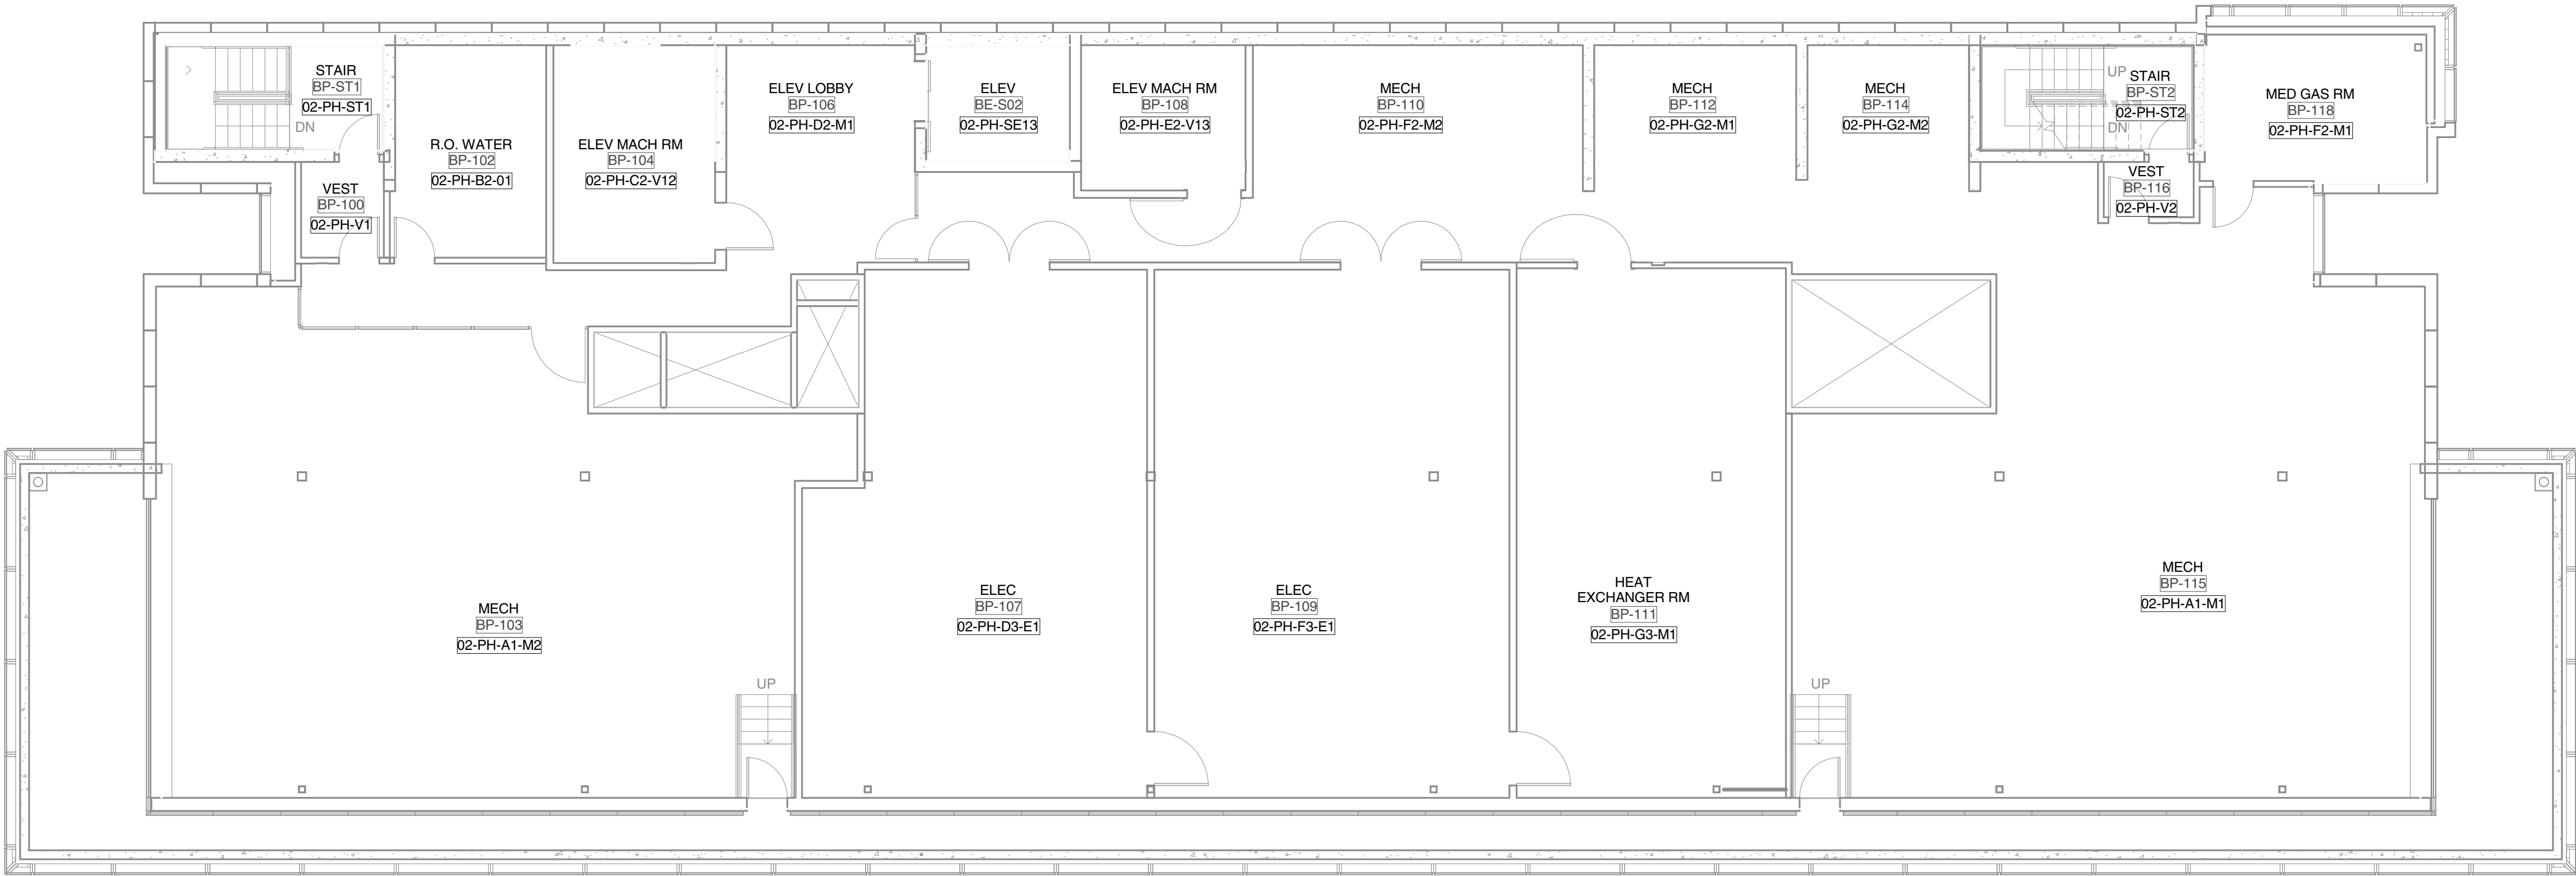 STAIR
BP-ST1
02-PH-ST1
DN
VEST
BP-100
02-PH-V1
R.O. WATER
BP-102
02-PH-B2-01
ELEV MACH RM
BP-104
02-PH-C2-V12
ELEV LOBBY
BP-106
02-PH-D2-M1
ELEV
BE-S02
02-PH-SE13
ELEV MACH RM
BP-108
02-PH-E2-V13
MECH
BP-110
02-PH-F2-M2
MECH
BP-112
02-PH-G2-M1
MECH
BP-114
02-PH-G2-M2
UP
DN
STAIR
BP-ST2
02-PH-ST2
VEST
BP-116
02-PH-V2
MED GAS RM
BP-118
02-PH-F2-M1
MECH
BP-103
02-PH-A1-M2
UP
ELEC
BP-107
02-PH-D3-E1
ELEC
BP-109
02-PH-F3-E1
HEAT
EXCHANGER RM
BP-111
02-PH-G3-M1
UP
MECH
BP-115
02-PH-A1-M1